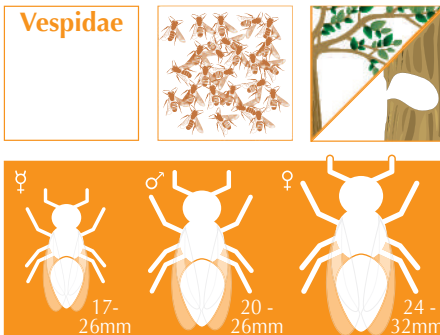 Vespidae
☿ ♂ ♀
17-
26mm
20 -
26mm
24 -
32mm